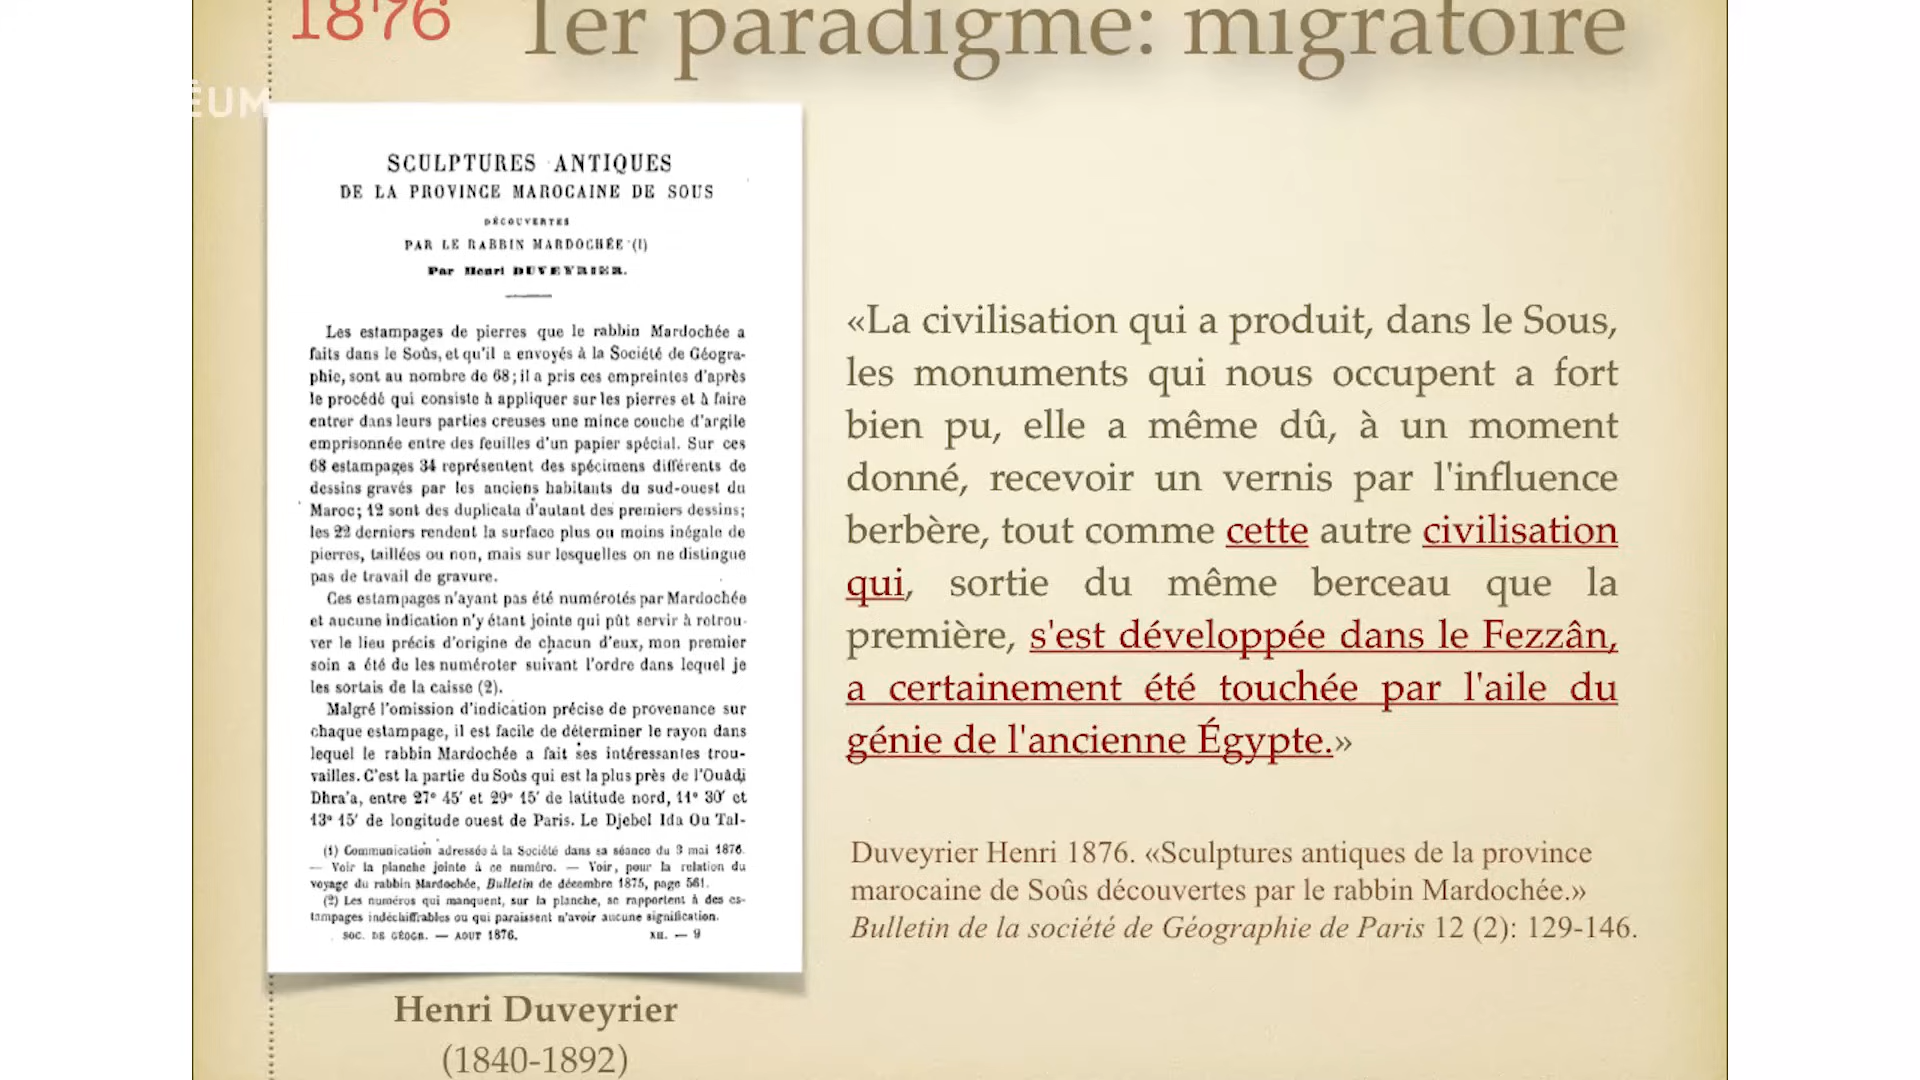 1876
1er paradigme: migratoire
ÉUM
SCULPTURES ANTIQUES
DE LA PROVINCE MAROCAINE DE SOUS
DÉCOUVERTES
PAR LE RABBIN MARDOCHÉE (1)
Par Henri DUVEYRIER.
Les estampages de pierres que le rabbin Mardochée a
faits dans le Soûs, et qu'il a envoyés à la Société de Géogra-
phie, sont au nombre de 68; il a pris ces empreintes d'après
le procédé qui consiste à appliquer sur les pierres et à faire
entrer dans leurs parties creuses une mince couche d'argile
emprisonnée entre des feuilles d'un papier spécial. Sur ces
68 estampages 34 représentent des spécimens différents de
dessins gravés par les anciens habitants du sud-ouest du
Maroc; 12 sont des duplicata d'autant des premiers dessins;
les 22 derniers rendent la surface plus ou moins inégale de
pierres, taillées ou non, mais sur lesquelles on ne distingue
pas de travail de gravure.
Ces estampages n'ayant pas été numérotés par Mardochée
et aucune indication n'y étant jointe qui pût servir à retrou-
ver le lieu précis d'origine de chacun d'eux, mon premier
soin a été de les numéroter suivant l'ordre dans lequel je
les sortais de la caisse (2).
Malgré l'omission d'indication précise de provenance sur
chaque estampage, il est facile de déterminer le rayon dans
lequel le rabbin Mardochée a fait ses intéressantes trou-
vailles. C'est la partie du Soûs qui est la plus près de l'Ouâdi
Dhra'a, entre 27° 45' et 29° 15' de latitude nord, 11° 30' et
13° 15' de longitude ouest de Paris. Le Djebel Ida Ou Tal-
(1) Communication adressée à la Société dans sa séance du 3 mai 1876.
— Voir la planche jointe à ce numéro. — Voir, pour la relation du
voyage du rabbin Mardochée, Bulletin de décembre 1875, page 561.
(2) Les numéros qui manquent, sur la planche, se rapportent à des es-
tampages indéchiffrables ou qui paraissent n'avoir aucune signification.
SOC. DE GÉOGR. — AOUT 1876. XII. — 9
Henri Duveyrier
(1840-1892)
«La civilisation qui a produit, dans le Sous,
les monuments qui nous occupent a fort
bien pu, elle a même dû, à un moment
donné, recevoir un vernis par l'influence
berbère, tout comme cette autre civilisation
qui, sortie du même berceau que la
première, s'est développée dans le Fezzân,
a certainement été touchée par l'aile du
génie de l'ancienne Égypte.»
Duveyrier Henri 1876. «Sculptures antiques de la province
marocaine de Soûs découvertes par le rabbin Mardochée.»
Bulletin de la société de Géographie de Paris 12 (2): 129-146.